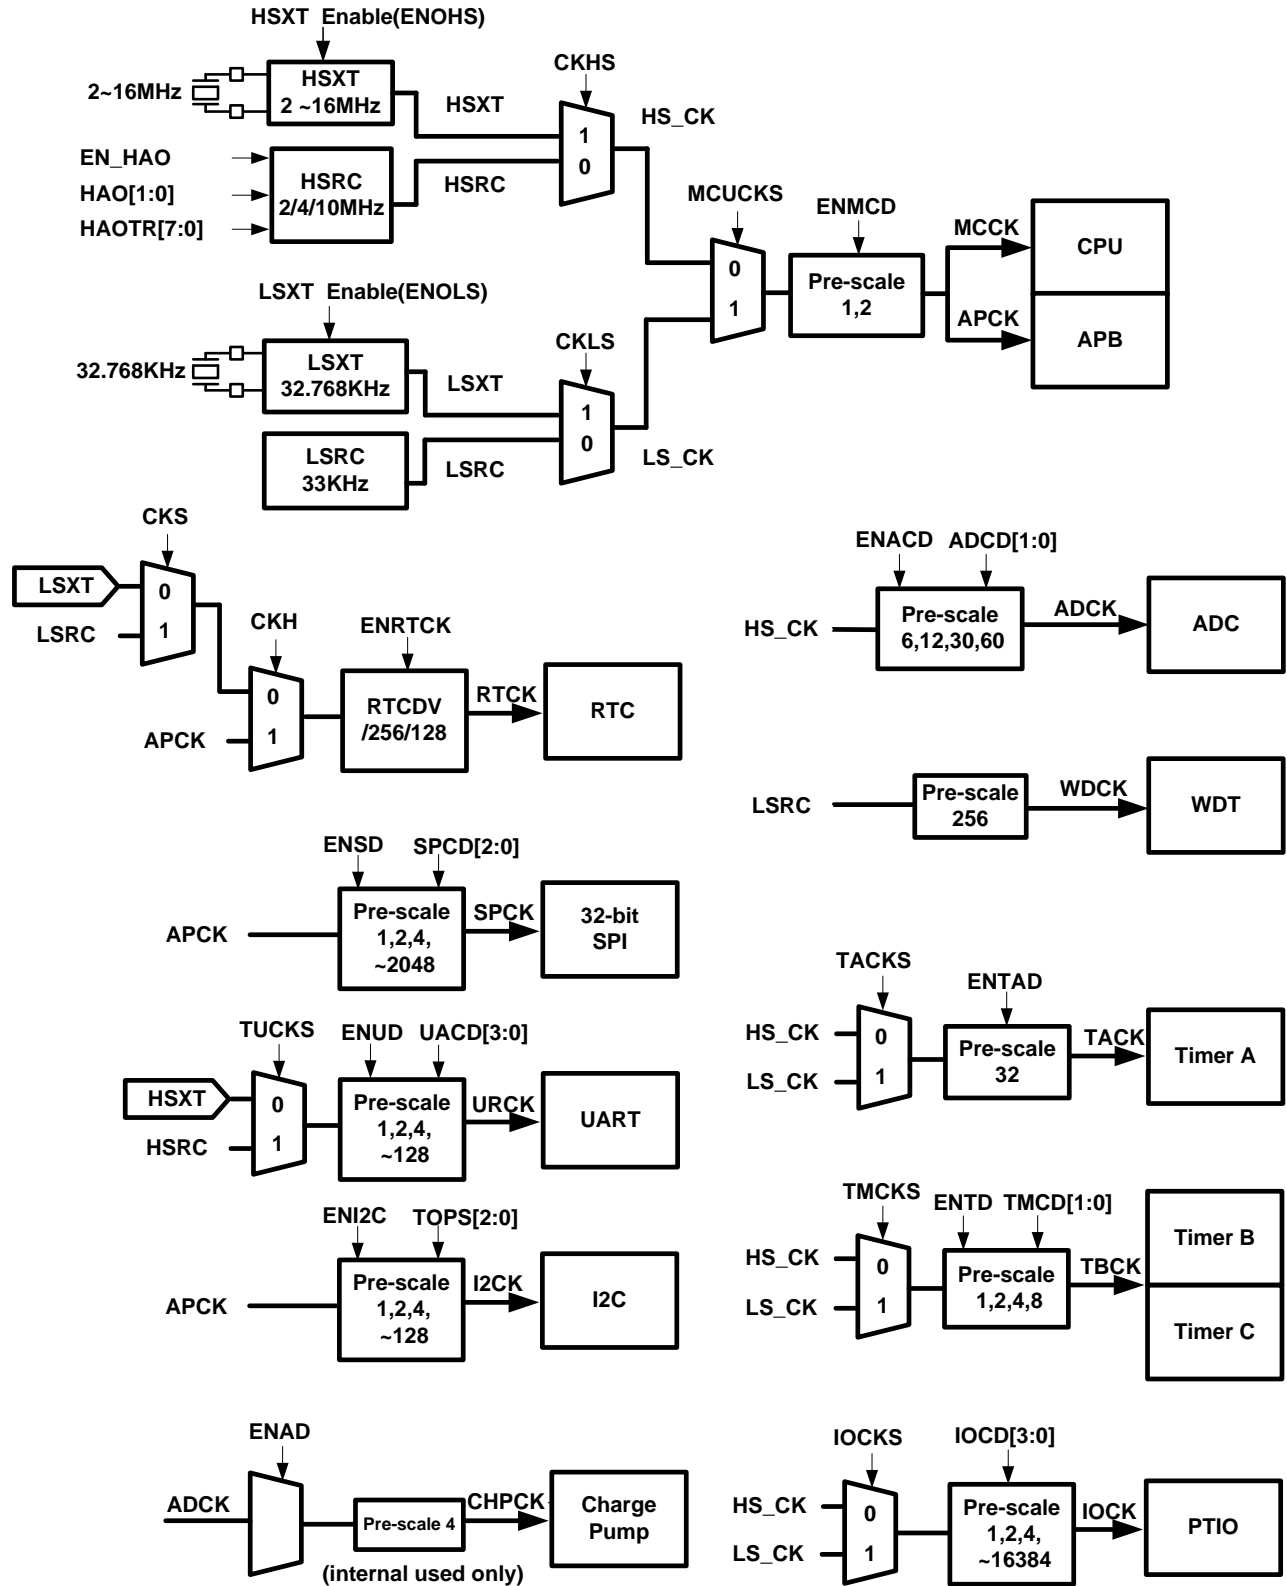 HSXT Enable(ENOHS)
2~16MHz
HSXT
2 ~16MHz
HSXT
CKHS
1
0
HS_CK
EN_HAO
HAO[1:0]
HAOTR[7:0]
HSRC
2/4/10MHz
HSRC
MCUCKS
0
1
ENMCD
Pre-scale
1,2
MCCK
CPU
APCK
APB
LSXT Enable(ENOLS)
32.768KHz
LSXT
32.768KHz
LSXT
CKLS
1
0
LS_CK
LSRC
33KHz
LSRC
CKS
LSXT
0
LSRC
1
CKH
0
APCK
1
ENRTCK
RTCDV
/256/128
RTCK
RTC
ENACD
ADCD[1:0]
HS_CK
Pre-scale
6,12,30,60
ADCK
ADC
LSRC
Pre-scale
256
WDCK
WDT
ENSD
SPCD[2:0]
APCK
Pre-scale
1,2,4,
~2048
SPCK
32-bit
SPI
TACKS
HS_CK
0
LS_CK
1
ENTAD
Pre-scale
32
TACK
Timer A
TUCKS
HSXT
0
HSRC
1
ENUD
UACD[3:0]
Pre-scale
1,2,4,
~128
URCK
UART
TMCKS
HS_CK
0
LS_CK
1
ENTD
TMCD[1:0]
Pre-scale
1,2,4,8
TBCK
Timer B
Timer C
ENI2C
TOPS[2:0]
APCK
Pre-scale
1,2,4,
~128
I2CK
I2C
ENAD
ADCK
Pre-scale 4
(internal used only)
CHPCK
Charge
Pump
IOCKS
HS_CK
0
LS_CK
1
IOCD[3:0]
Pre-scale
1,2,4,
~16384
IOCK
PTIO